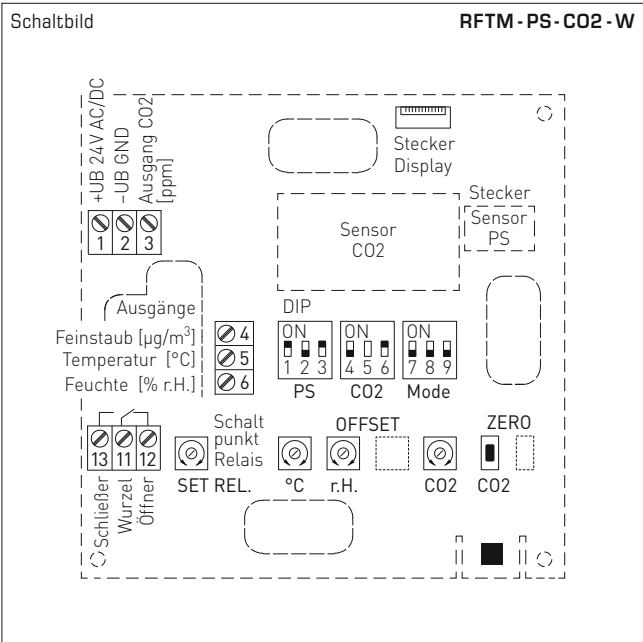 Schaltbild
RFTM-PS-CO2-W
+UB 24V AC/DC
-UB GND
Ausgang CO2
[ppm]
1 2 3
Stecker
Display
Stecker
Sensor
PS
Sensor
CO2
Ausgänge
Feinstaub [µg/m³]
Temperatur [°C]
Feuchte [% r.H.]
4
5
6
DIP
ON
1 2 3
PS
ON
4 5 6
CO2
ON
7 8 9
Mode
13 11 12
Schließer
Wurzel
Öffner
Schalt
punkt
Relais
SET REL.
OFFSET
°C
r.H.
CO2
ZERO
CO2